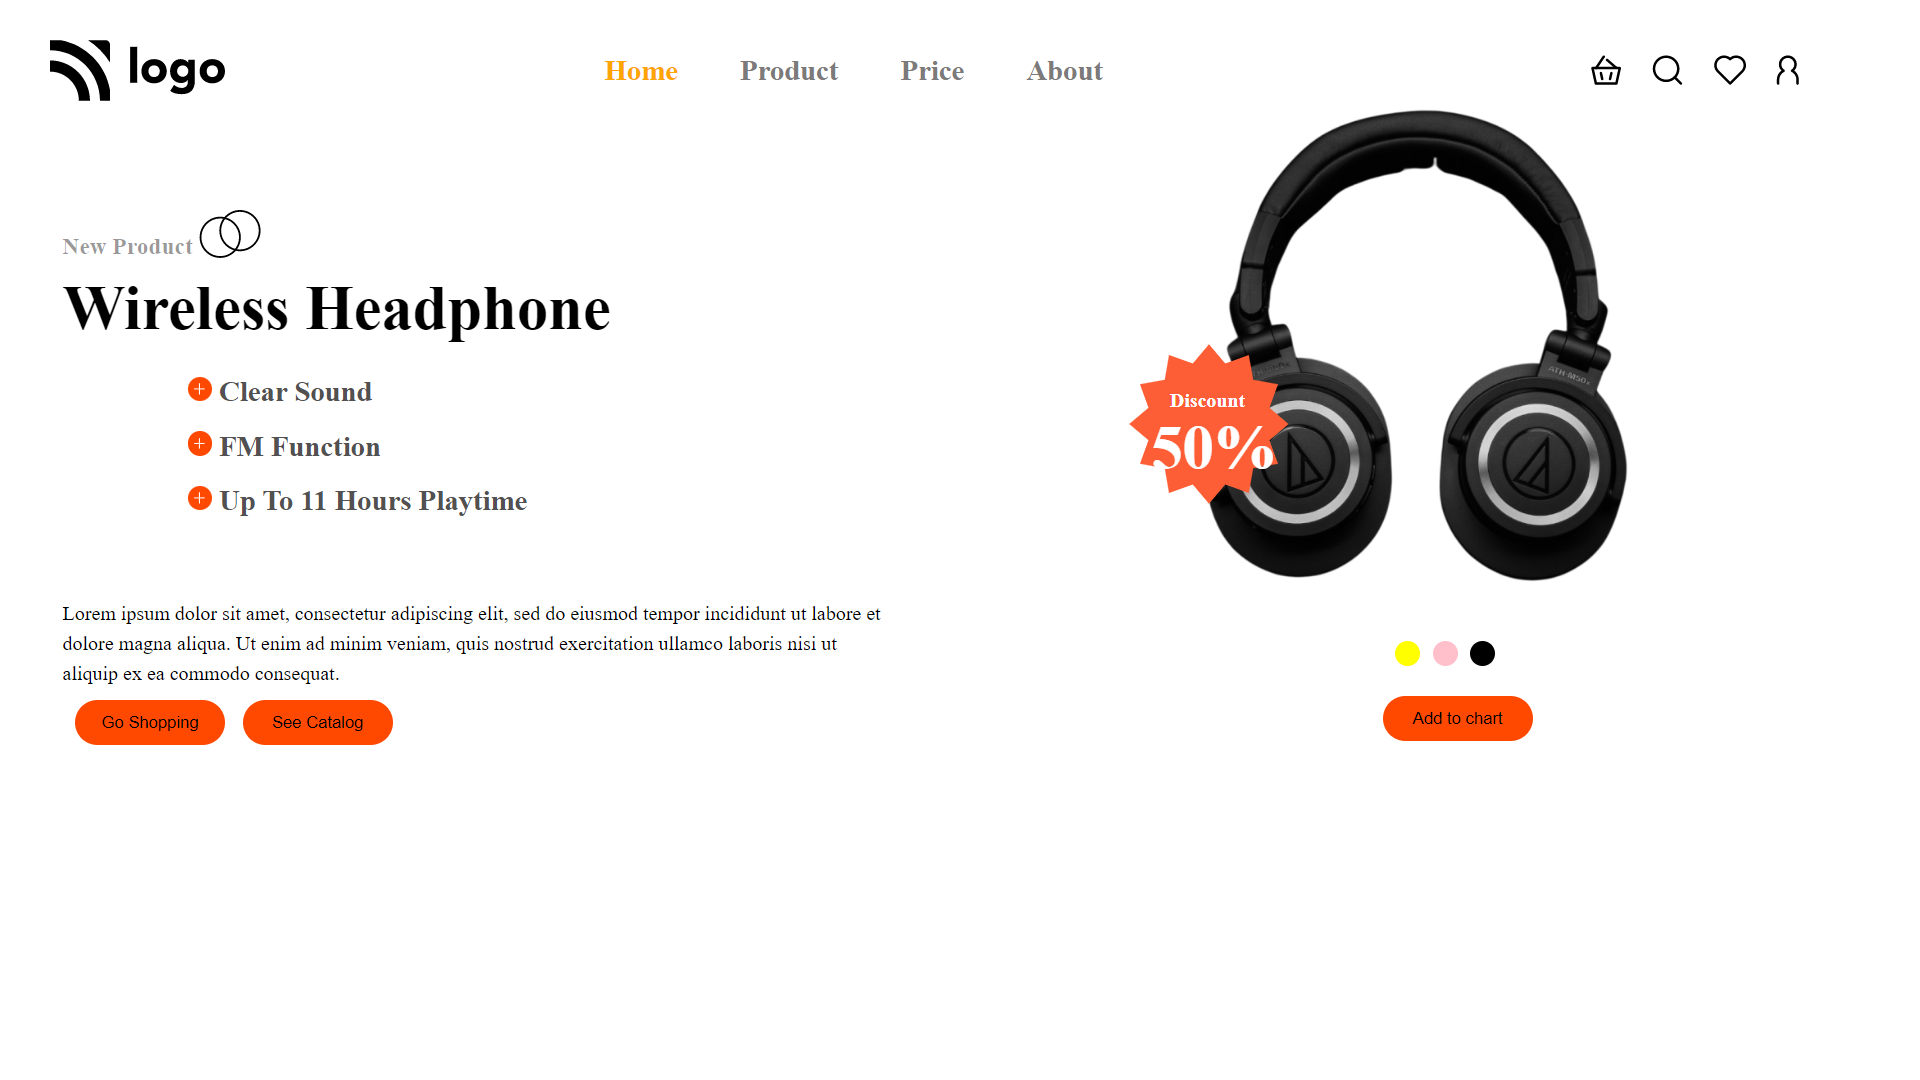 logo
Home Product Price About
New Product
Wireless Headphone
Clear Sound
FM Function
Up To 11 Hours Playtime
Lorem ipsum dolor sit amet, consectetur adipiscing elit, sed do eiusmod tempor incididunt ut labore et
dolore magna aliqua. Ut enim ad minim veniam, quis nostrud exercitation ullamco laboris nisi ut
aliquip ex ea commodo consequat.
Go Shopping See Catalog
ATH-M50x
Discount
50%
Add to chart